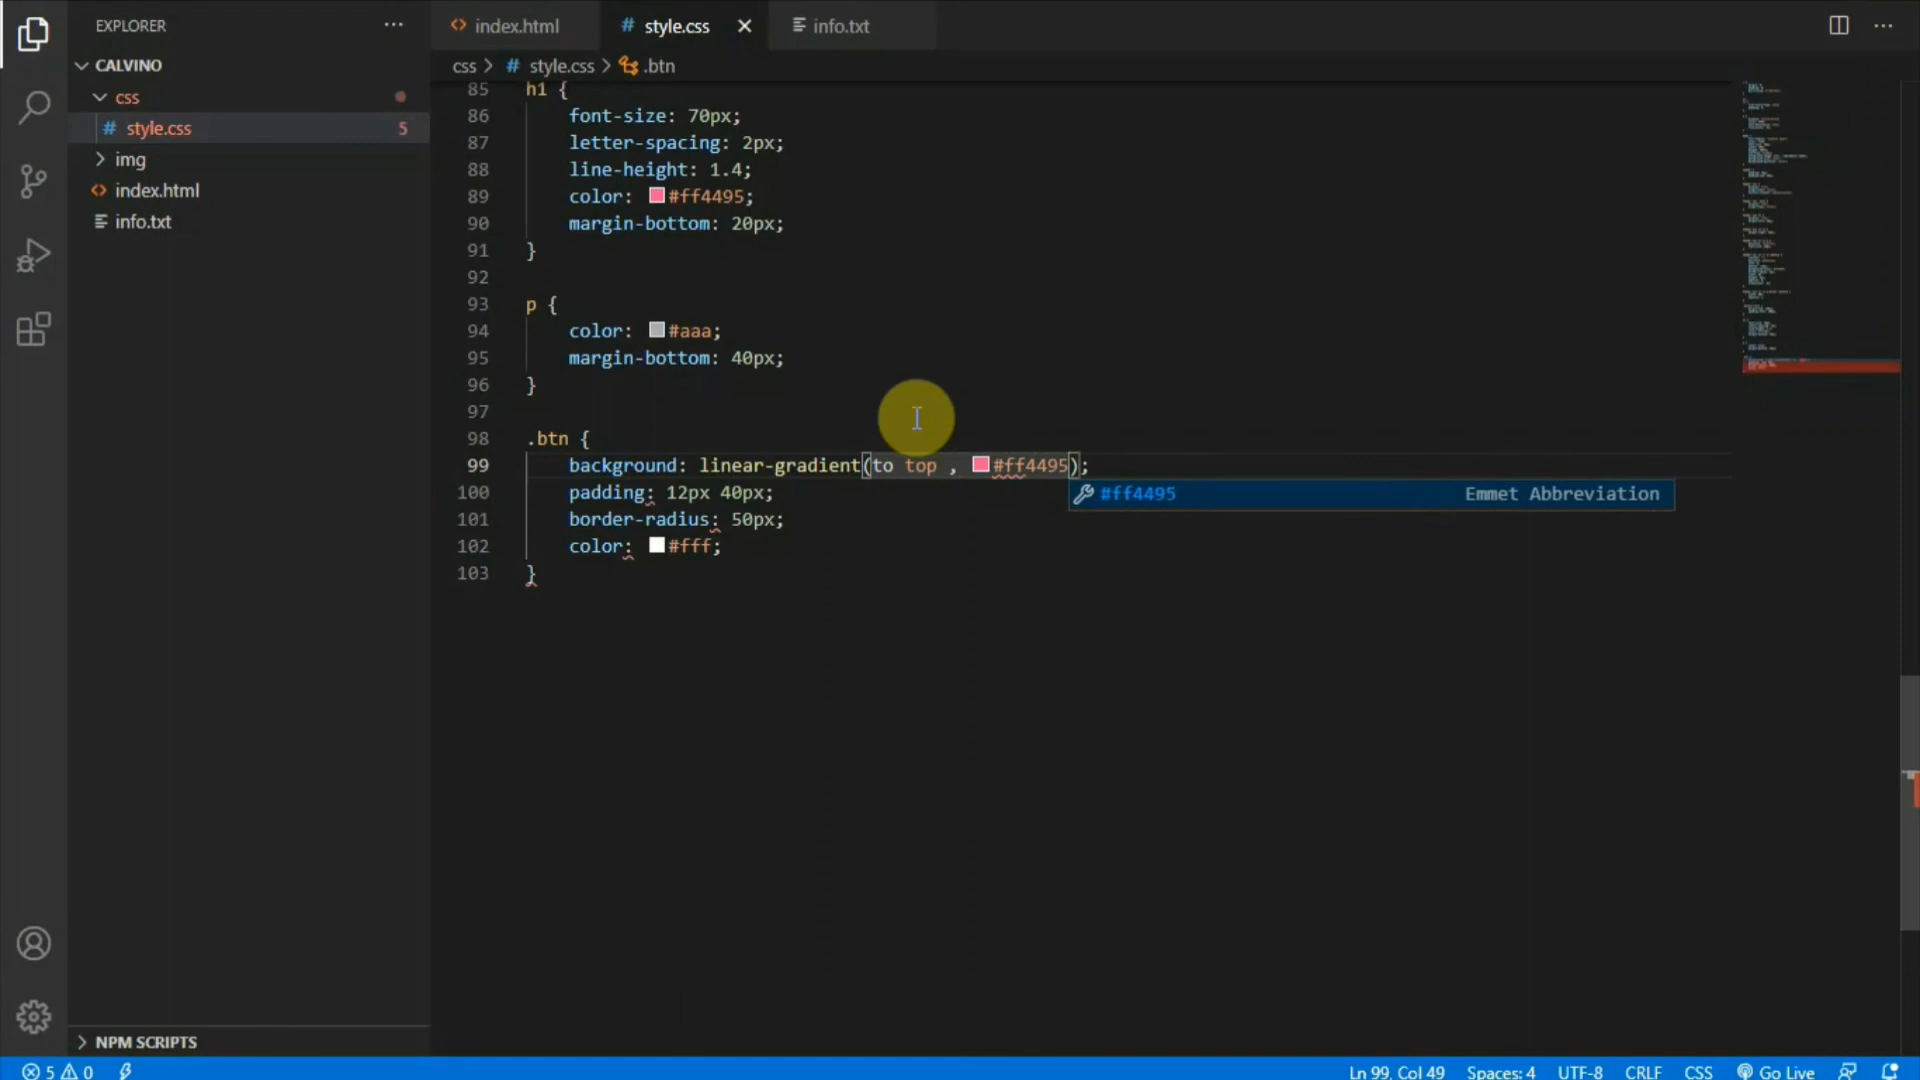 EXPLORER
CALVINO
css
# style.css 5
img
index.html
info.txt
NPM SCRIPTS
index.html # style.css info.txt
css > # style.css > .btn
85 h1 {
86 font-size: 70px;
87 letter-spacing: 2px;
88 line-height: 1.4;
89 color: #ff4495;
90 margin-bottom: 20px;
91 }
92
93 p {
94 color: #aaa;
95 margin-bottom: 40px;
96 }
97
98 .btn {
99 background: linear-gradient(to top , #ff4495);
#ff4495 Emmet Abbreviation
100 padding: 12px 40px;
101 border-radius: 50px;
102 color: #fff;
103 }
5 0 Ln 99, Col 49 Spaces: 4 UTF-8 CRLF CSS Go Live